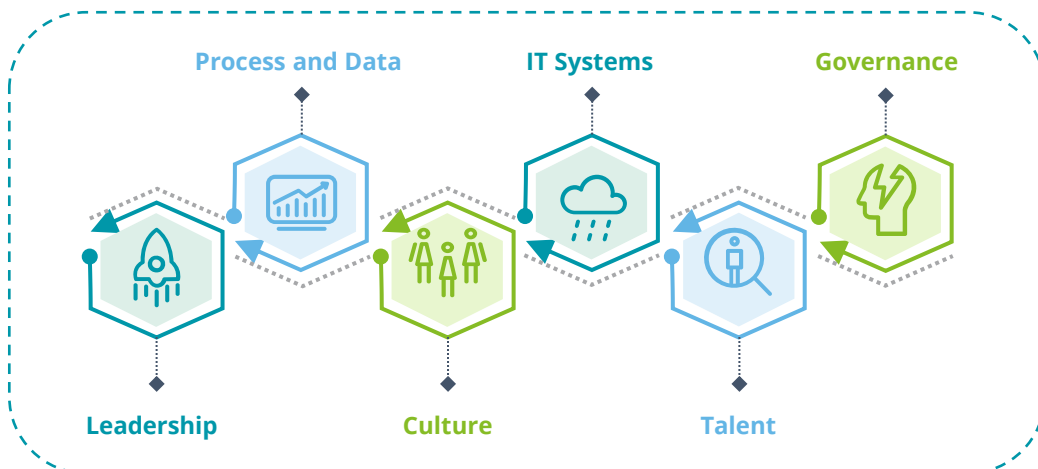 Process and Data
IT Systems
Governance
Leadership
Culture
Talent